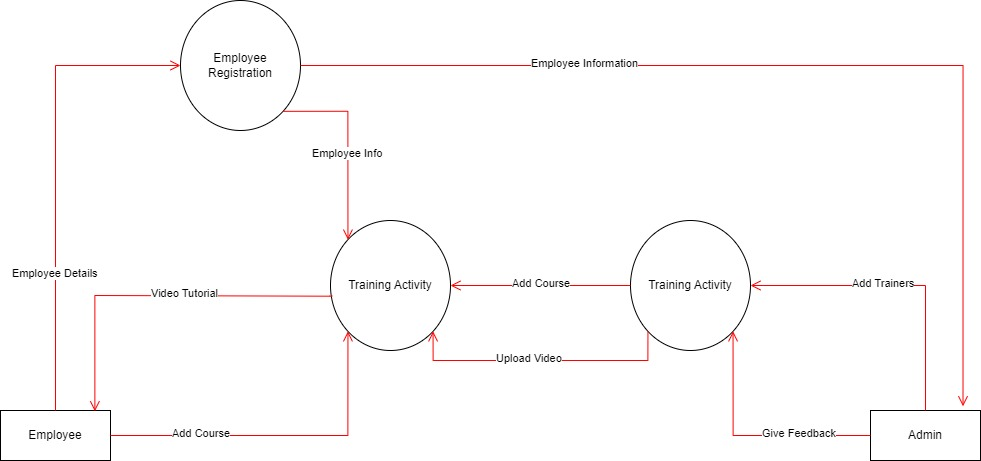 Employee
Registration
Employee Information
Employee Info
Employee Details
Training Activity
Add Course
Training Activity
Add Trainers
Video Tutorial
Upload Video
Employee
Add Course
Give Feedback
Admin